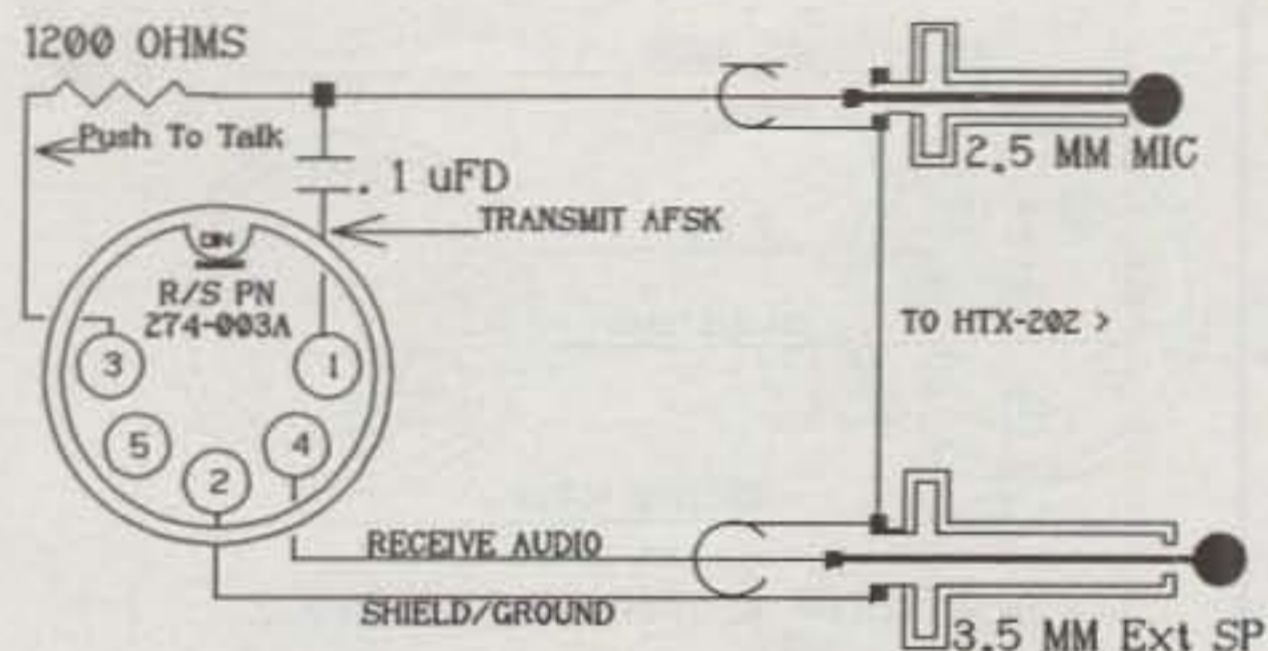 1200 OHMS
Push To Talk
.1 uFD
TRANSMIT AFSK
2.5 MM MIC
DIN
R/S PN
274-003A
TO HTX-202 >
3
1
5
4
2
RECEIVE AUDIO
SHIELD/GROUND
3.5 MM Ext SP